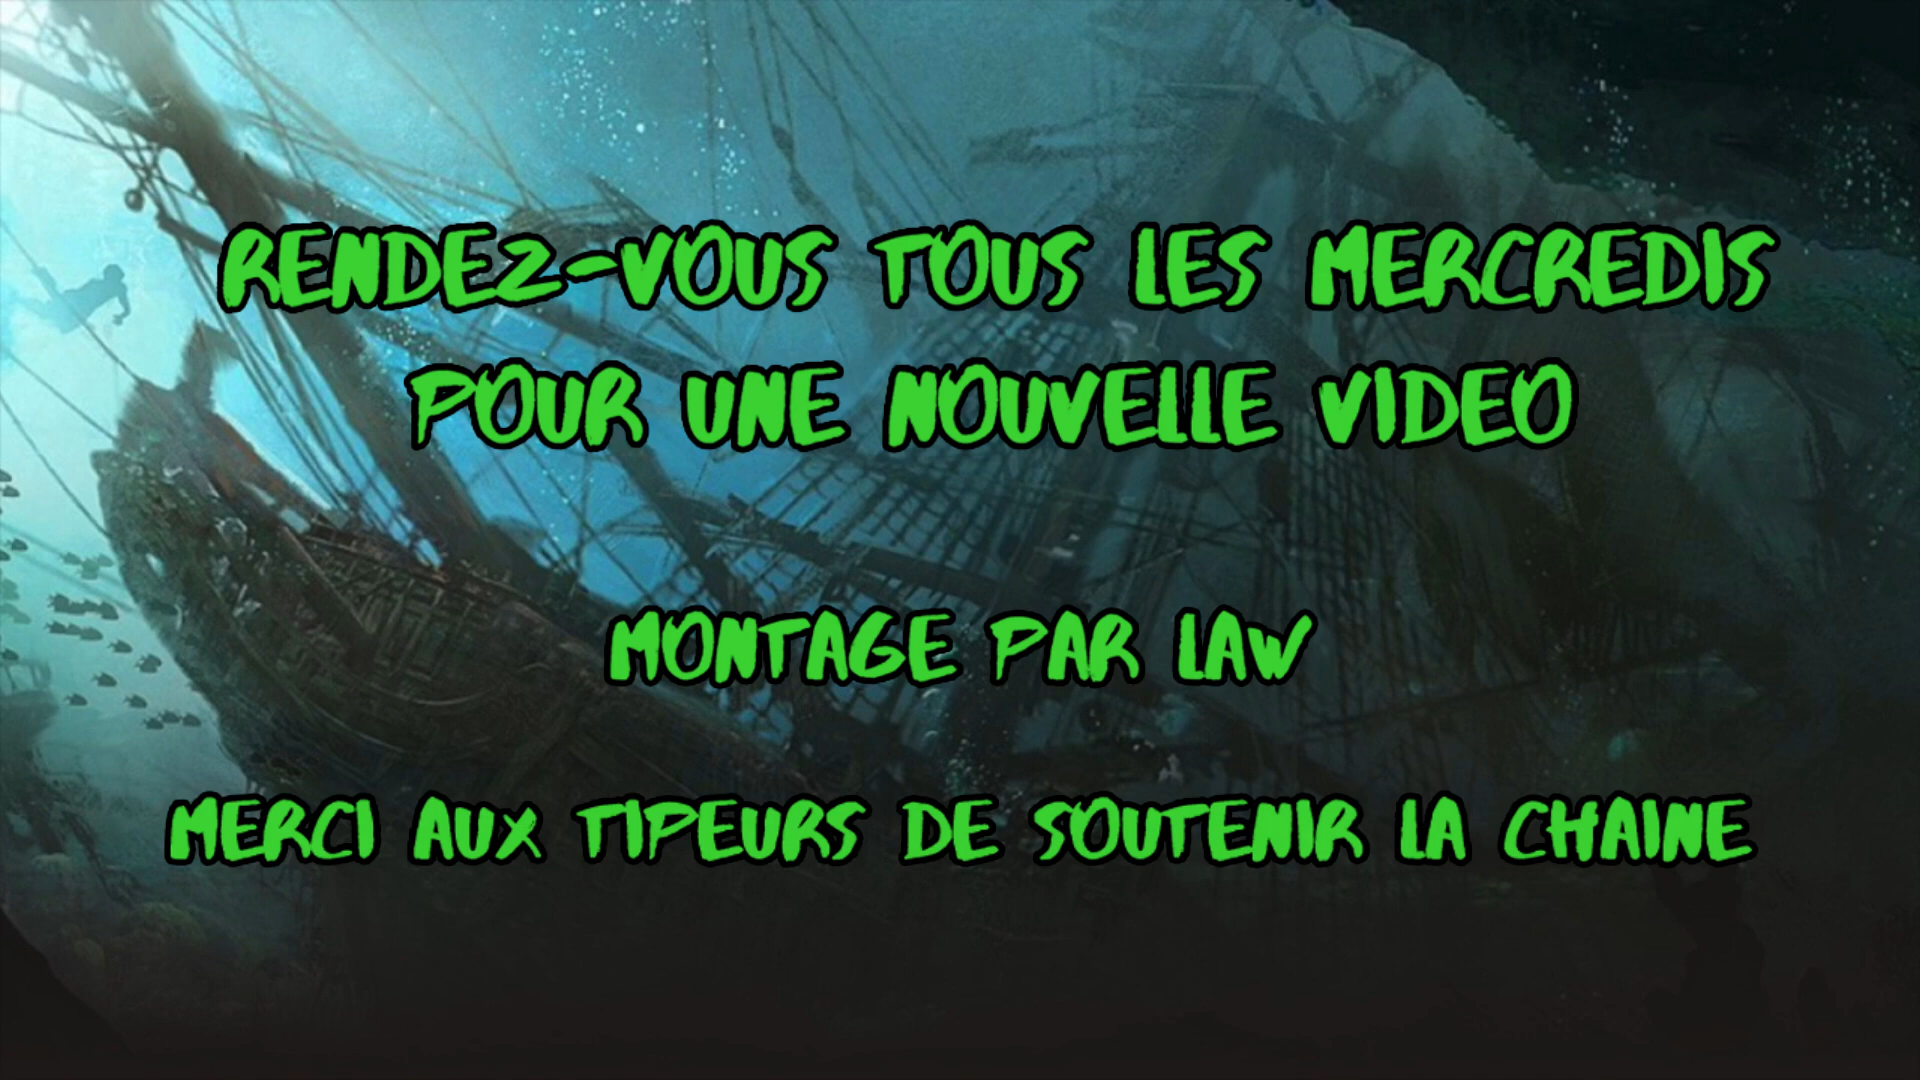 RENDEZ-VOUS TOUS LES MERCREDIS
POUR UNE NOUVELLE VIDEO
MONTAGE PAR LAW
MERCI AUX TIPEURS DE SOUTENIR LA CHAINE